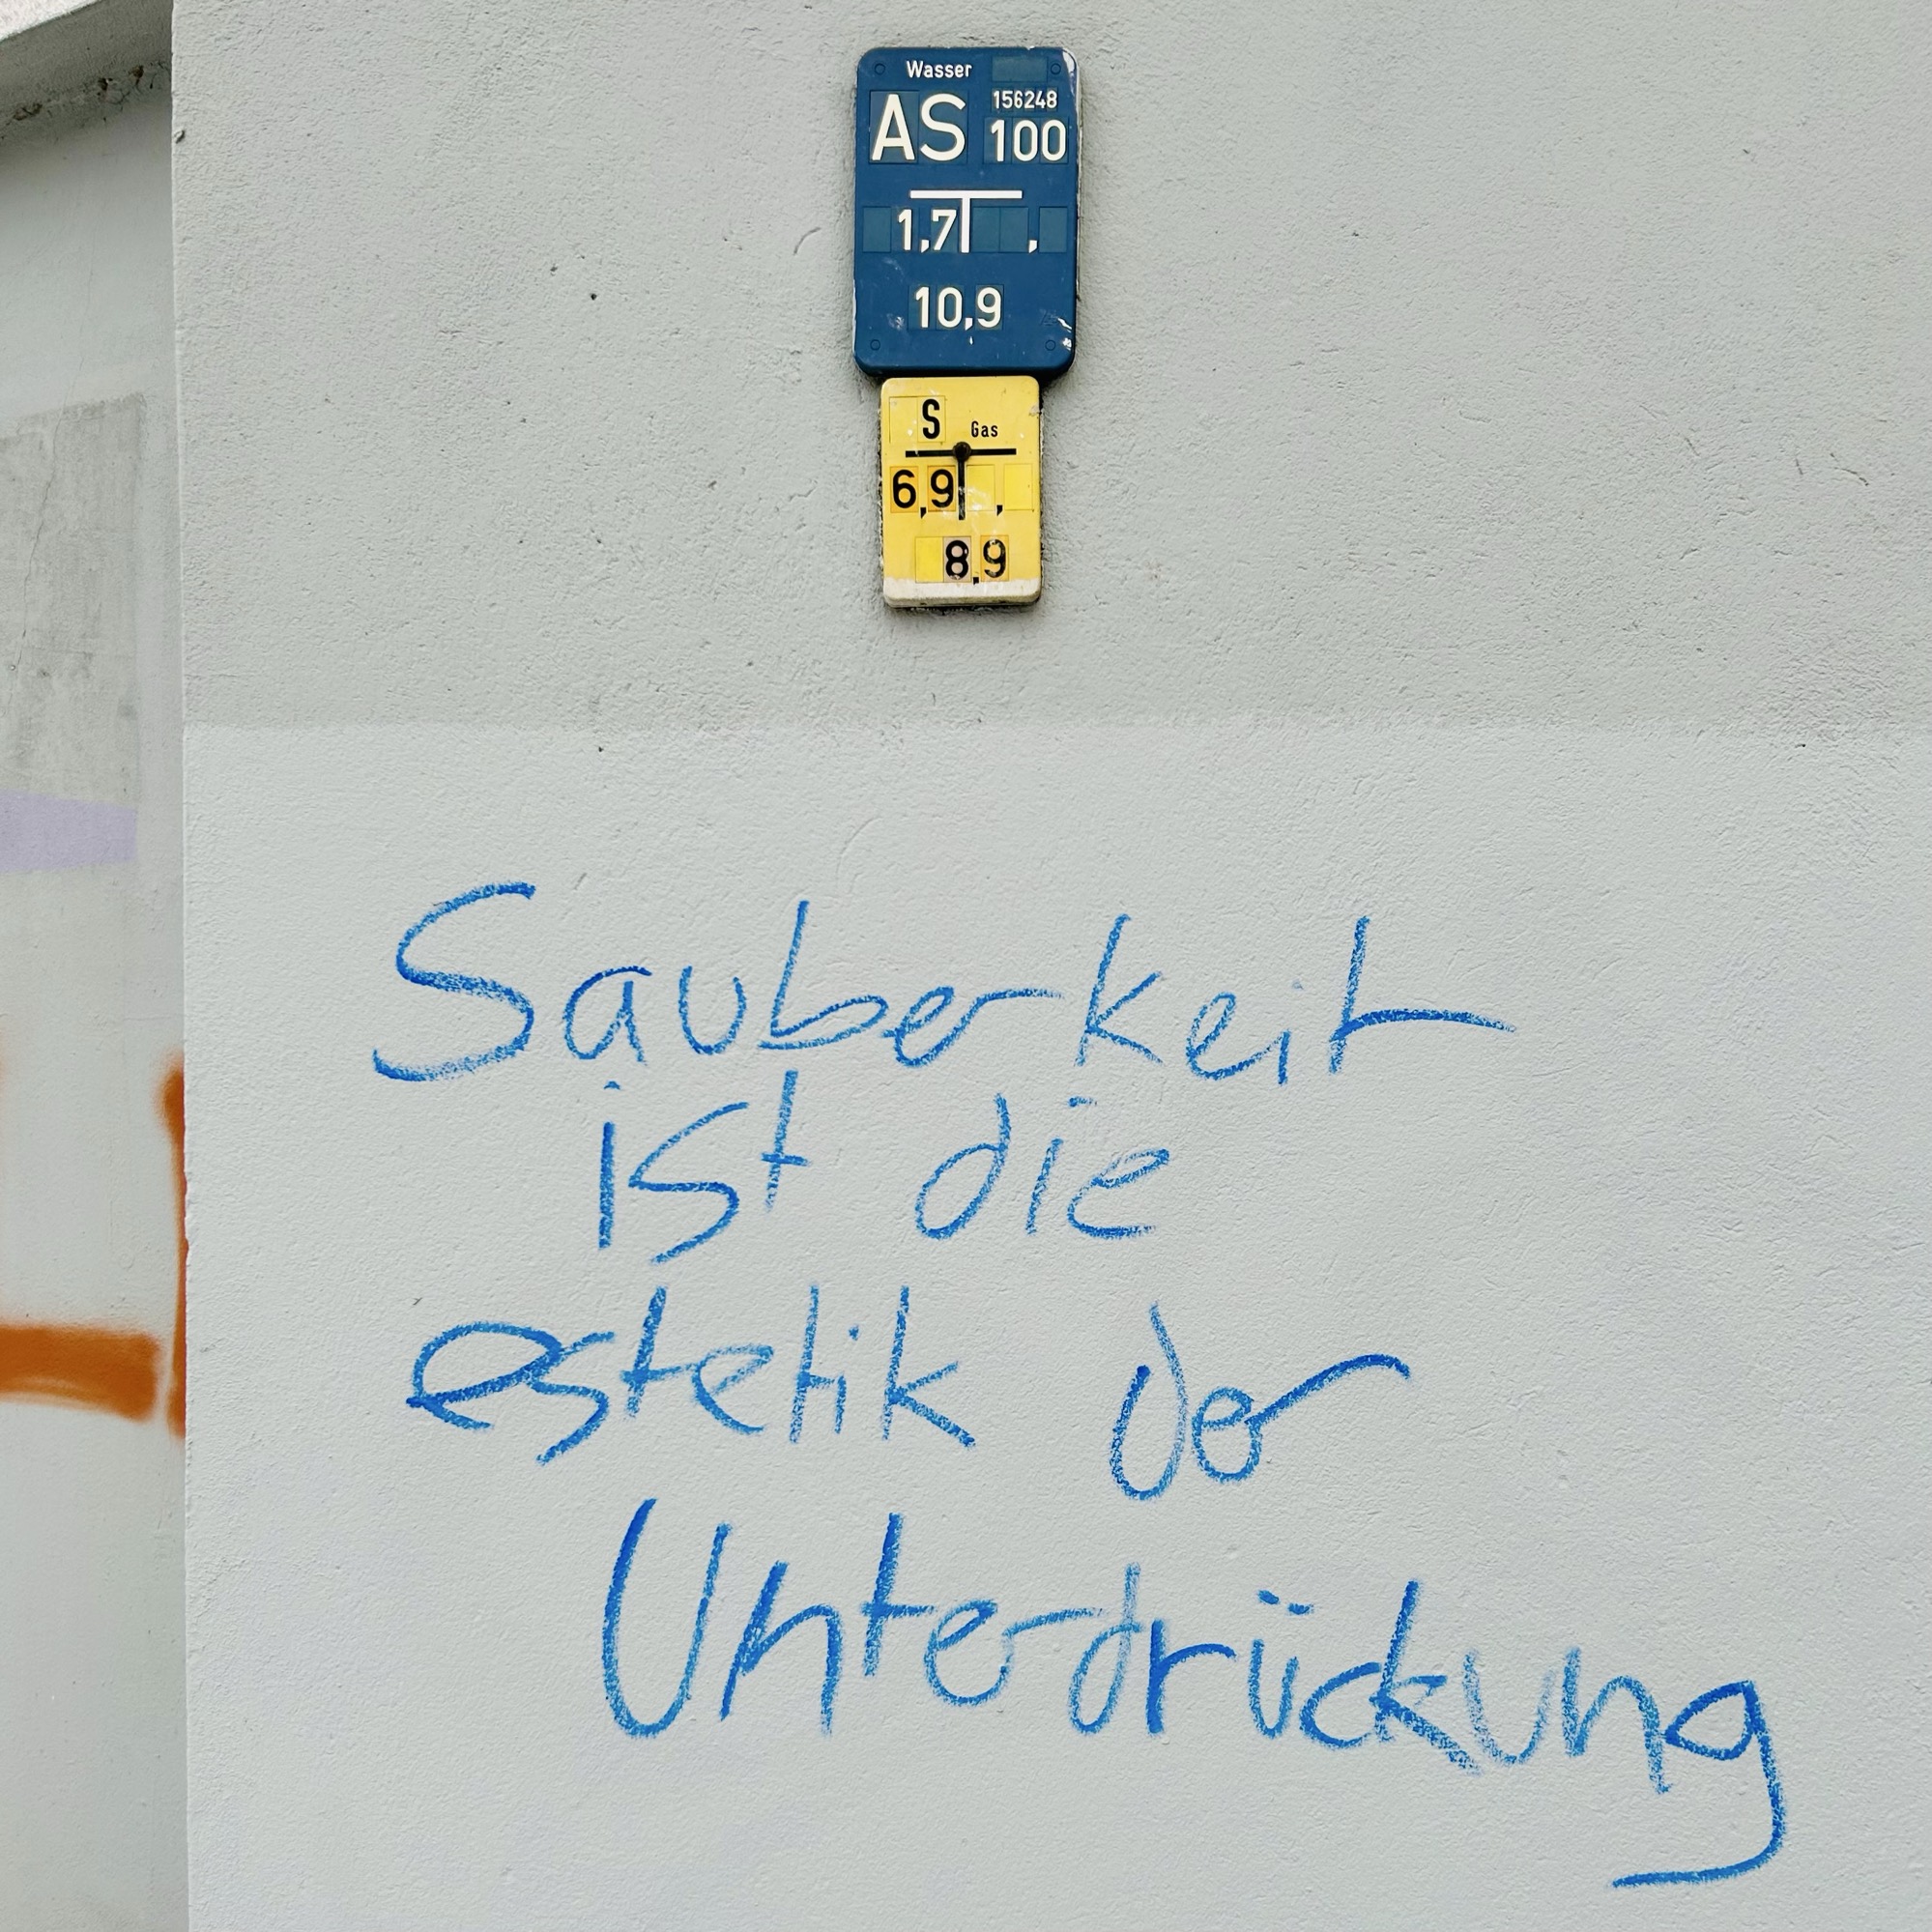 Wasser
156248
AS 100
1,7 ,
10,9
S Gas
6,9 ,
8,9
Sauberkeit
ist die
estetik der
Unterdrückung